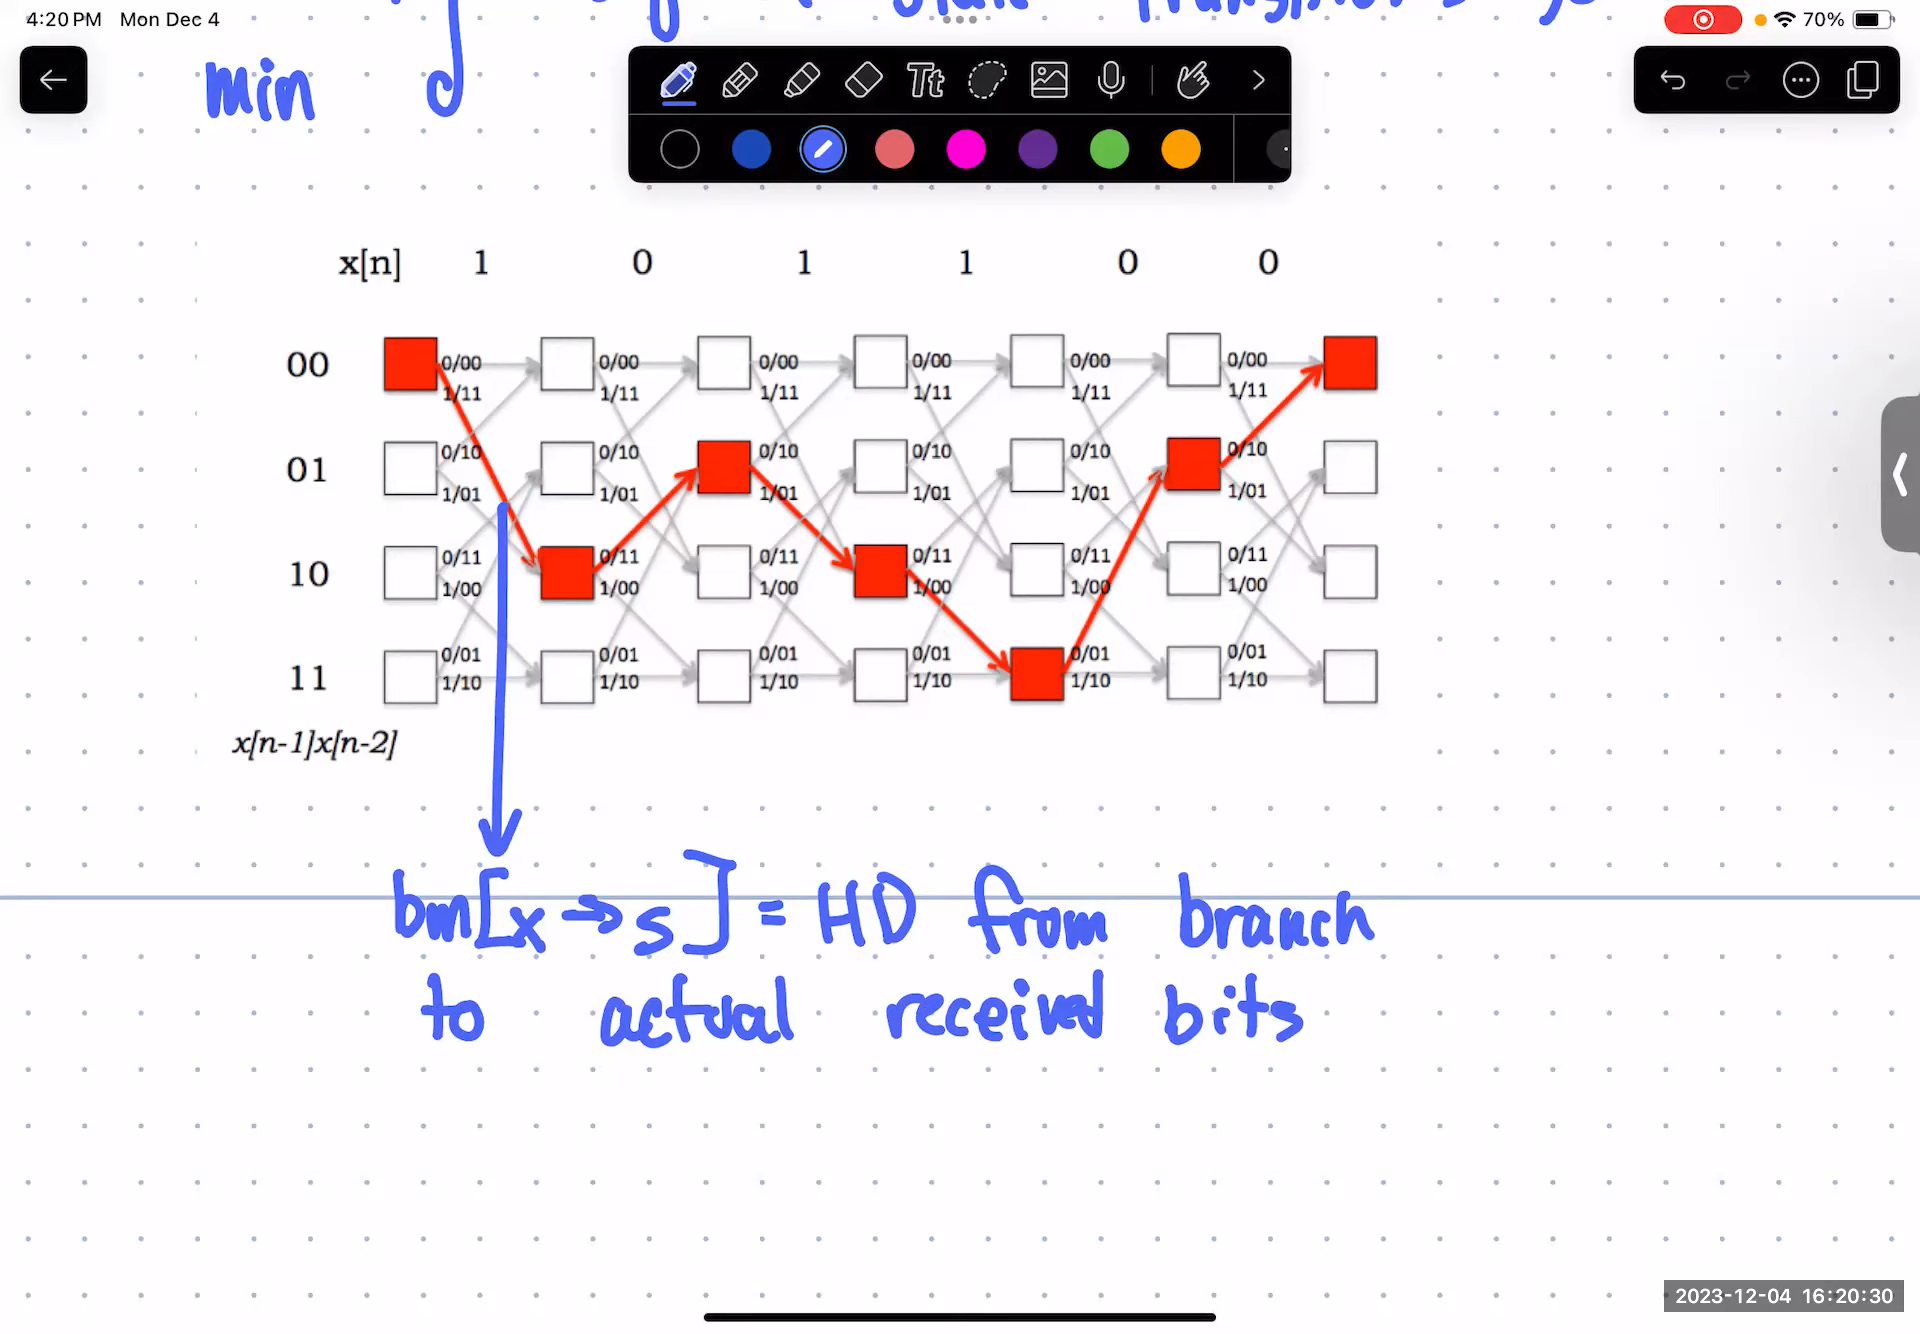 4:20 PM Mon Dec 4
70%
min d
Tt
x[n] 1 0 1 1 0 0
00 0/00 0/00 0/00 0/00 0/00 0/00
1/11 1/11 1/11 1/11 1/11 1/11
01 0/10 0/10 0/10 0/10 0/10 0/10
1/01 1/01 1/01 1/01 1/01 1/01
10 0/11 0/11 0/11 0/11 0/11 0/11
1/00 1/00 1/00 1/00 1/00 1/00
11 0/01 0/01 0/01 0/01 0/01 0/01
1/10 1/10 1/10 1/10 1/10 1/10
x[n-1]x[n-2]
bm[x→s] = HD from branch
to actual received bits
2023-12-04 16:20:30